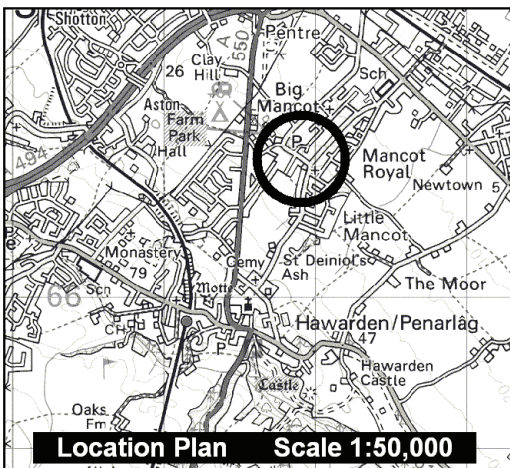 Shotton
Pentre
Clay
Hill
A 550
26
Sch
Big
Mancot
Aston
Farm
Park
Hall
P
Mancot
Royal
494
Newtown 5
Little
Mancot
Monastery
79
Cemy
St Deiniol's
Ash
The Moor
Sch
Motte
66
CH
Hawarden/Penarlâg
47
P
Hawarden
Castle
Castle
Oaks
Fm
Location Plan Scale 1:50,000